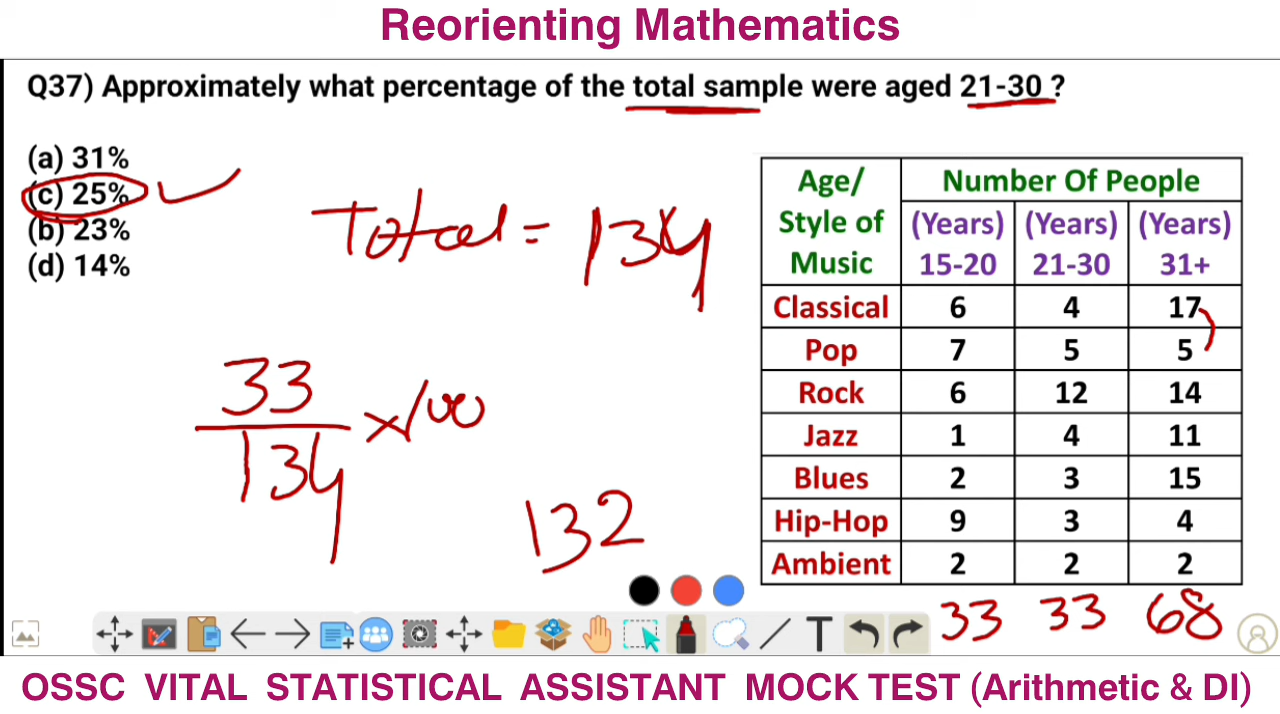 Reorienting Mathematics
Q37) Approximately what percentage of the total sample were aged 21-30 ?
(a) 31%
(c) 25%
(b) 23%
(d) 14%
Total = 134
33
134
×100
132
Age/ Style of Music
Number Of People
(Years) 15-20
(Years) 21-30
(Years) 31+
Classical 6 4 17
Pop 7 5 5
Rock 6 12 14
Jazz 1 4 11
Blues 2 3 15
Hip-Hop 9 3 4
Ambient 2 2 2
33 33 68
T
OSSC VITAL STATISTICAL ASSISTANT MOCK TEST (Arithmetic & DI)